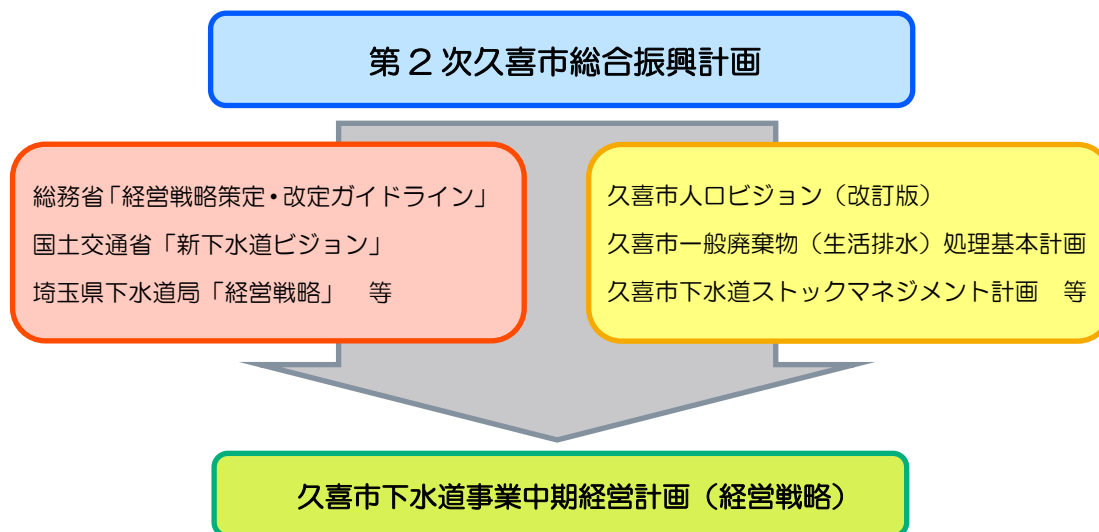 第2次久喜市総合振興計画
総務省「経営戦略策定・改定ガイドライン」
国土交通省「新下水道ビジョン」
埼玉県下水道局「経営戦略」　等
久喜市人口ビジョン（改訂版）
久喜市一般廃棄物（生活排水）処理基本計画
久喜市下水道ストックマネジメント計画　等
久喜市下水道事業中期経営計画（経営戦略）